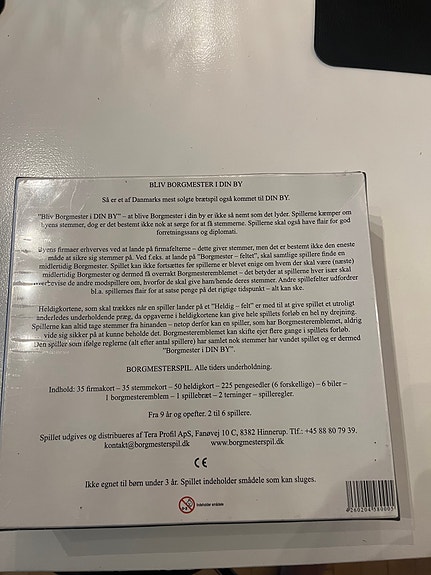 BLIV BORGMESTER I DIN BY
Så er et af Danmarks mest solgte brætspil også kommet til DIN BY.
"Bliv Borgmester i DIN BY" – at blive Borgmester i din by er ikke så nemt som det lyder. Spillerne kæmper om
byens stemmer, dog er det bestemt ikke nok at sørge for at få stemmerne. Spillerne skal også have flair for god
forretningssans og diplomati.
Byens firmaer erhverves ved at lande på firmafelterne – dette giver stemmer, men det er bestemt ikke den eneste
måde at sikre sig stemmer på. Ved f.eks. at lande på "Borgmester – feltet", skal samtlige spillere finde en
midlertidig Borgmester. Spillet kan ikke fortsættes før spillerne er blevet enige om hvem der skal være (næste)
midlertidig Borgmester og dermed få overrakt Borgmesteremblemet - det betyder at spillerne hver især skal
overbevise de andre modspillere om, hvorfor de skal give ham/hende deres stemmer. Andre spillefelter udfordrer
bl.a. spillernes flair for at satse penge på det rigtige tidspunkt – alt kan ske.
Heldigkortene, som skal trækkes når en spiller lander på et "Heldig – felt" er med til at give spillet et utroligt
anderledes underholdende præg, da opgaverne i heldigkortene kan give hele spillets forløb en hel ny drejning.
Spillerne kan altid tage stemmer fra hinanden – netop derfor kan en spiller, som har Borgmesteremblemet, aldrig
vide sig sikker på at kunne beholde det. Borgmesteremblemet kan skifte ejer flere gange i spillets forløb.
Den spiller som ifølge reglerne (alt efter antal spillere) har samlet nok stemmer har vundet spillet og er dermed
"Borgmester i DIN BY".
BORGMESTERSPIL. Alle tiders underholdning.
Indhold: 35 firmakort – 35 stemmekort – 50 heldigkort – 225 pengesedler (6 forskellige) – 6 biler –
1 borgmesteremblem – 1 spillebræt – 2 terninger – spilleregler.
Fra 9 år og opefter. 2 til 6 spillere.
Spillet udgives og distribueres af Tera Profil ApS, Fanøvej 10 C, 8382 Hinnerup. Tlf.: +45 88 80 79 39.
kontakt@borgmesterspil.dk www.borgmesterspil.dk
CE
Ikke egnet til børn under 3 år. Spillet indeholder smådele som kan sluges.
Indeholder smådele
4260204580005